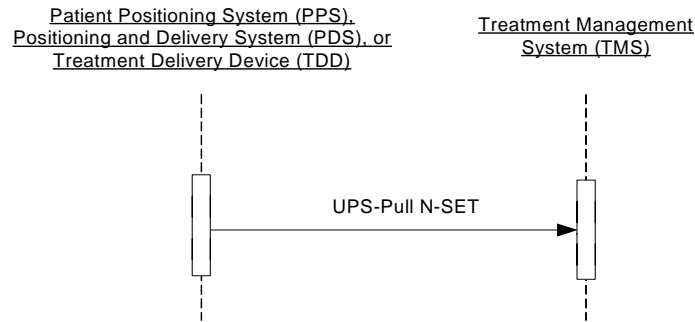 Patient Positioning System (PPS),
Positioning and Delivery System (PDS), or
Treatment Delivery Device (TDD)
Treatment Management
System (TMS)
UPS-Pull N-SET